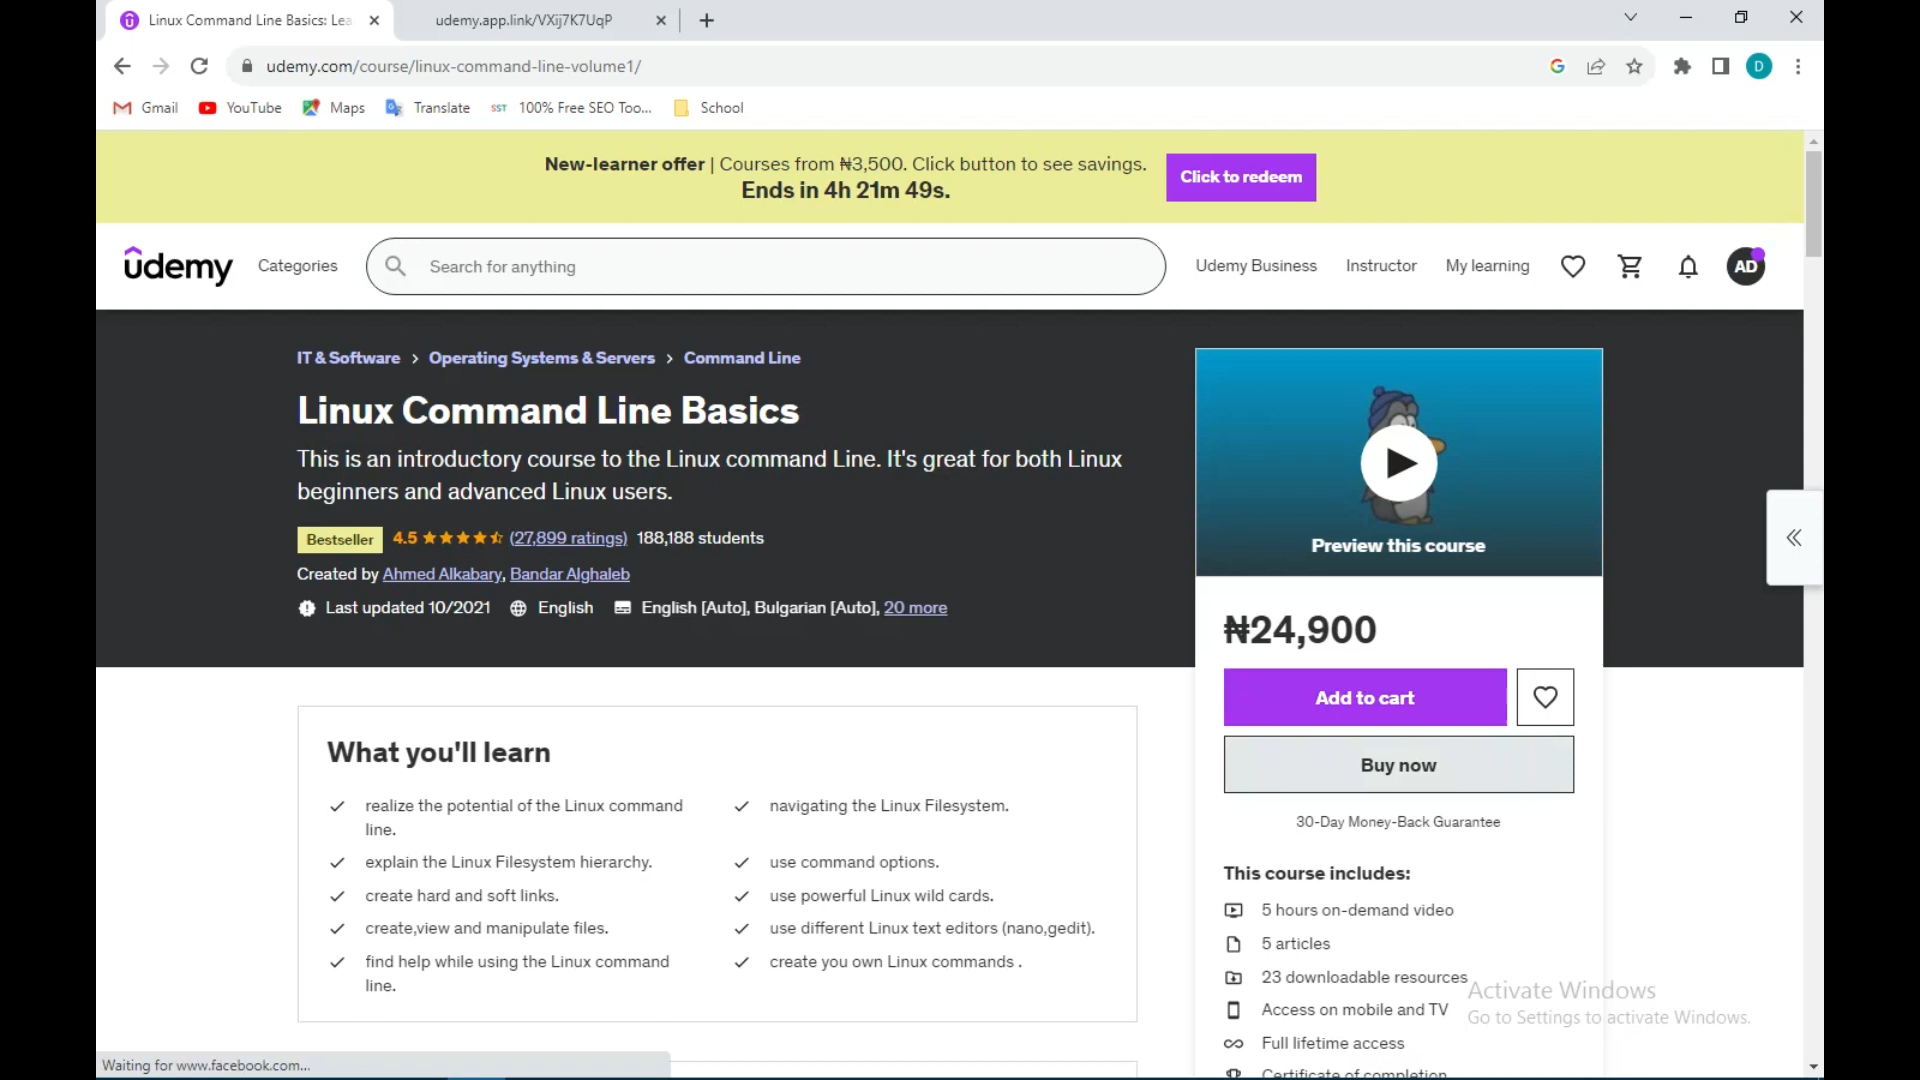 Linux Command Line Basics: Lea
udemy.app.link/VXij7K7UqP
udemy.com/course/linux-command-line-volume1/
D
Gmail
YouTube
Maps
Translate
SST 100% Free SEO Too...
School
New-learner offer | Courses from ₦3,500. Click button to see savings.
Ends in 4h 21m 49s.
Click to redeem
udemy
Categories
Search for anything
Udemy Business
Instructor
My learning
AD
IT & Software > Operating Systems & Servers > Command Line
Linux Command Line Basics
This is an introductory course to the Linux command Line. It's great for both Linux
beginners and advanced Linux users.
Bestseller 4.5 (27,899 ratings) 188,188 students
Created by Ahmed Alkabary, Bandar Alghaleb
Last updated 10/2021 English English [Auto], Bulgarian [Auto], 20 more
Preview this course
₦24,900
Add to cart
Buy now
30-Day Money-Back Guarantee
This course includes:
5 hours on-demand video
5 articles
23 downloadable resources
Access on mobile and TV
Full lifetime access
Certificate of completion
What you'll learn
realize the potential of the Linux command
line.
explain the Linux Filesystem hierarchy.
create hard and soft links.
create,view and manipulate files.
find help while using the Linux command
line.
navigating the Linux Filesystem.
use command options.
use powerful Linux wild cards.
use different Linux text editors (nano,gedit).
create you own Linux commands .
Activate Windows
Go to Settings to activate Windows.
Waiting for www.facebook.com...